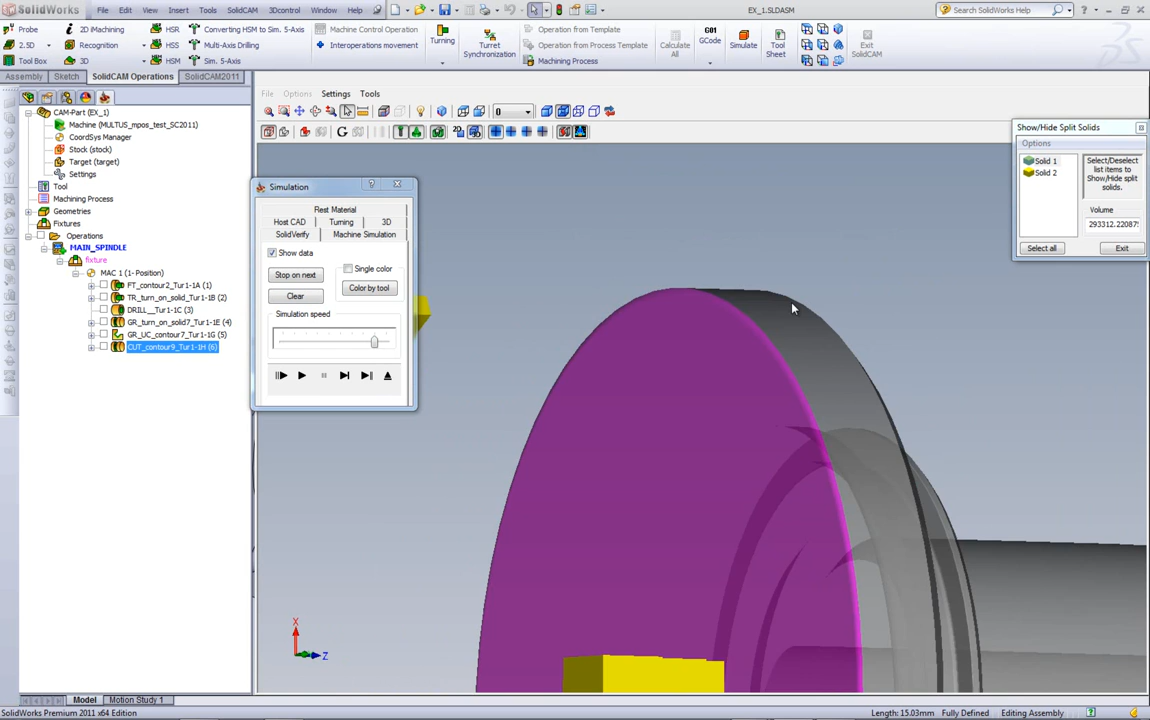 SolidWorks File Edit View Insert Tools SolidCAM 3Dcontrol Window Help EX_1.SLDASM Search SolidWorks Help
Probe 2D iMachining HSR Converting HSM to Sim. 5-Axis Machine Control Operation Turning Operation from Template G01
2.5D Recognition HSS Multi-Axis Drilling Interoperations movement Turret Synchronization Operation from Process Template Calculate All GCode Simulate Tool Sheet Exit SolidCAM
Tool Box 3D HSM Sim. 5-Axis Machining Process
Assembly Sketch SolidCAM Operations SolidCAM2011
File Options Settings Tools
0
2D 3D
CAM-Part (EX_1)
Machine (MULTUS_mpos_test_SC2011)
CoordSys Manager
Stock (stock)
Target (target)
Settings
Tool
Machining Process
Geometries
Fixtures
Operations
MAIN_SPINDLE
fixture
MAC 1 (1- Position)
FT_contour2_Tur1-1A (1)
TR_turn_on_solid_Tur1-1B (2)
DRILL__Tur1-1C (3)
GR_turn_on_solid7_Tur1-1E (4)
GR_UC_contour7_Tur1-1G (5)
CUT_contour9_Tur1-1H (6)
Simulation
?
Rest Material
Host CAD Turning 3D
SolidVerify Machine Simulation
Show data
Stop on next Single color
Clear Color by tool
Simulation speed
Show/Hide Split Solids
Options
Solid 1
Solid 2
Select/Deselect
list items to
Show/Hide split
solids.
Volume
293312.22087
Select all Exit
X
Z
Model Motion Study 1
SolidWorks Premium 2011 x64 Edition Length: 15.03mm Fully Defined Editing Assembly